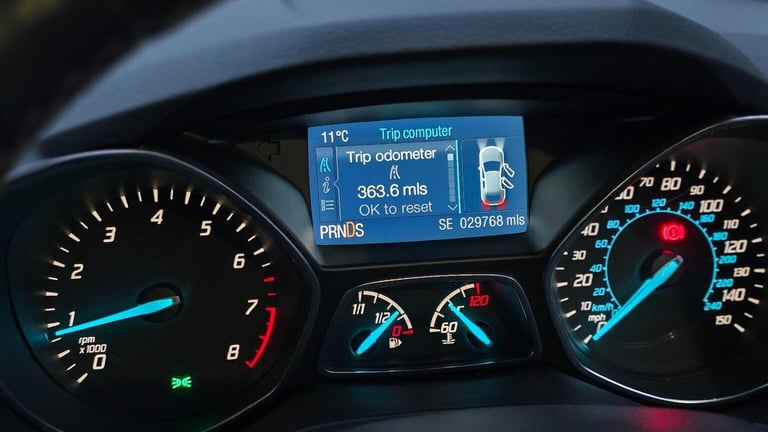 11°C Trip computer
Trip odometer
363.6 mls
OK to reset
PRNDS SE 029768 mls
0 1 2 3 4 5 6 7 8
rpm
x 1000
1/1 1/2 0
60 120
0 10 20 30 40 50 60 70 80 90 100 110 120 130 140 150
mph
km/h 20 40 60 80 100 120 140 160 180 200 220 240